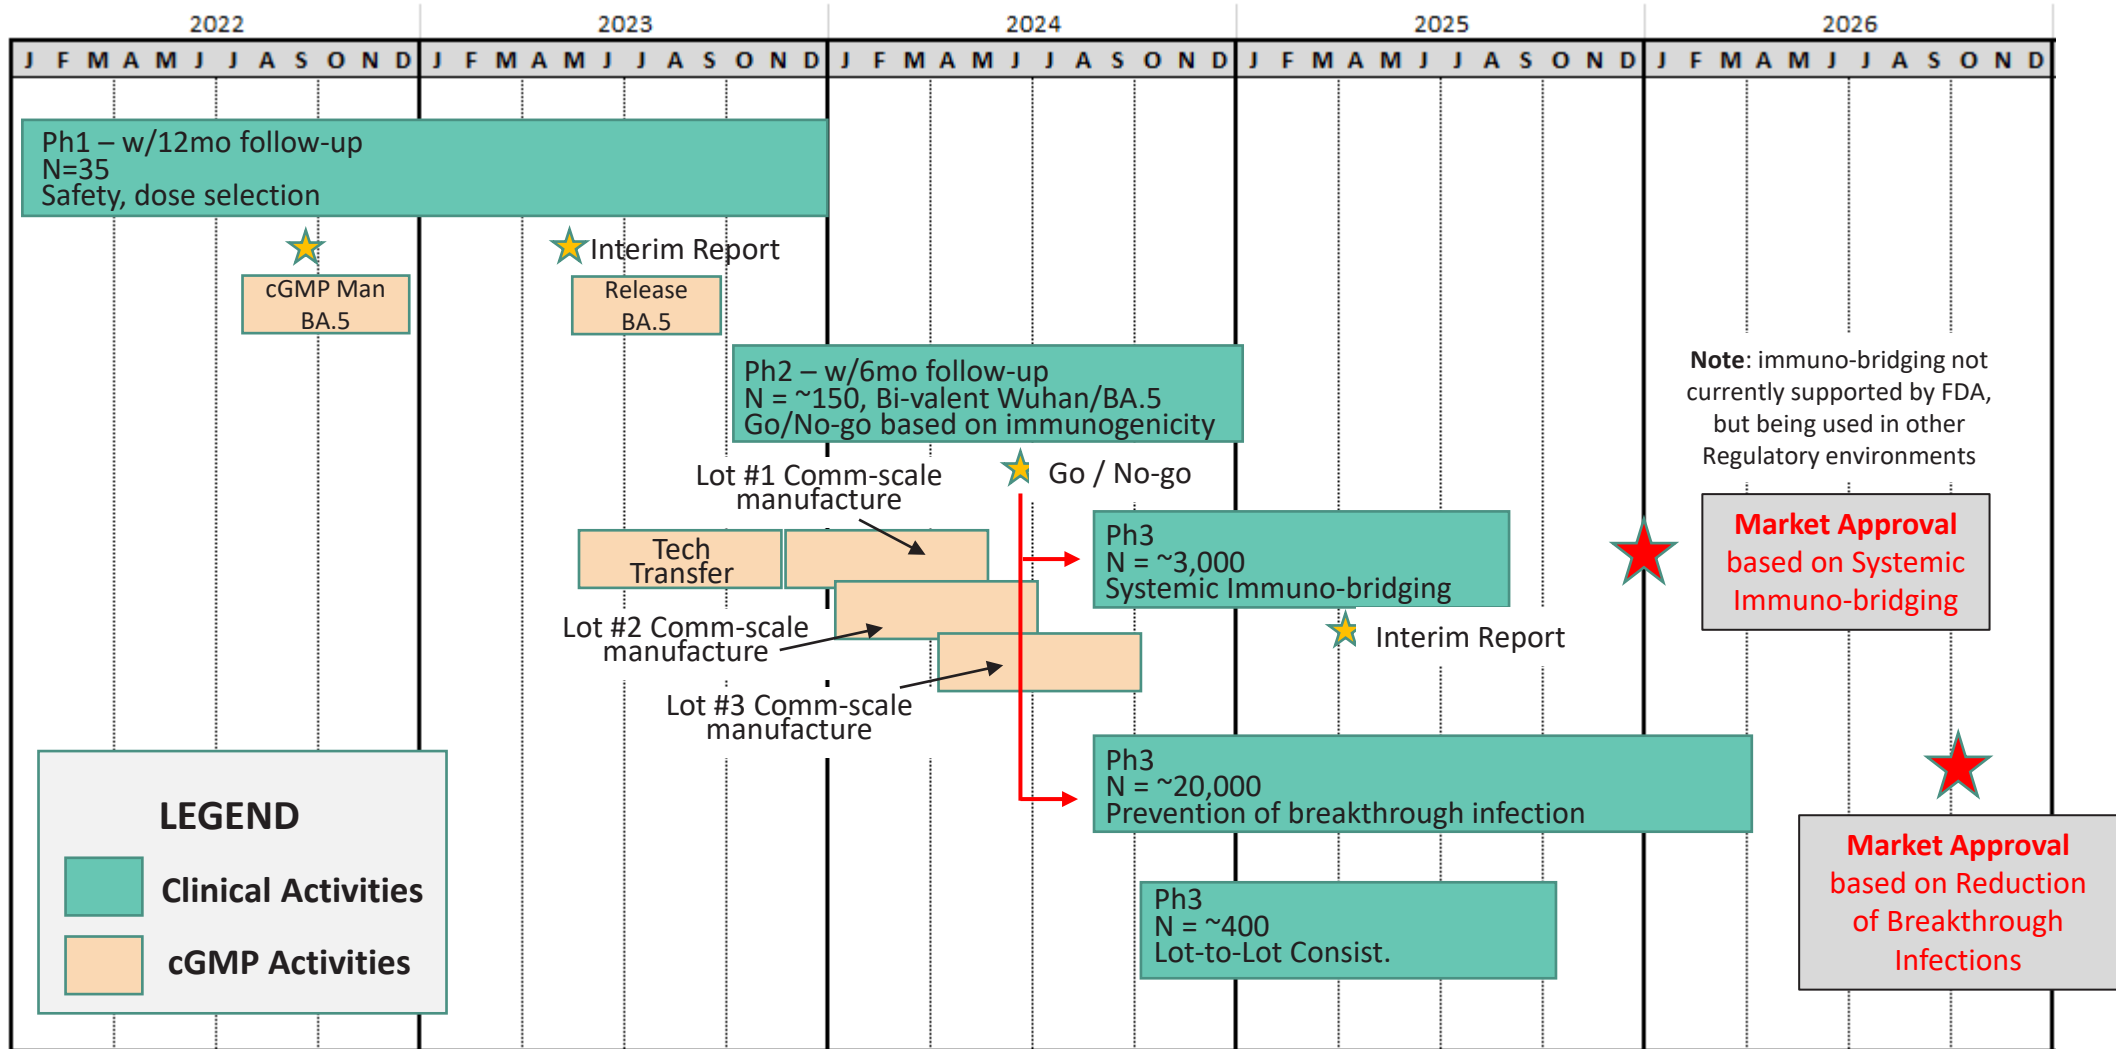 2022 2023 2024 2025 2026
J F M A M J J A S O N D J F M A M J J A S O N D J F M A M J J A S O N D J F M A M J J A S O N D J F M A M J J A S O N D
Ph1 – w/12mo follow-up
N=35
Safety, dose selection
Interim Report
cGMP Man
BA.5
Release
BA.5
Ph2 – w/6mo follow-up
N = ~150, Bi-valent Wuhan/BA.5
Go/No-go based on immunogenicity
Note: immuno-bridging not
currently supported by FDA,
but being used in other
Regulatory environments
Lot #1 Comm-scale
manufacture
Go / No-go
Tech
Transfer
Ph3
N = ~3,000
Systemic Immuno-bridging
Market Approval
based on Systemic
Immuno-bridging
Lot #2 Comm-scale
manufacture
Interim Report
Lot #3 Comm-scale
manufacture
Ph3
N = ~20,000
Prevention of breakthrough infection
Market Approval
based on Reduction
of Breakthrough
Infections
Ph3
N = ~400
Lot-to-Lot Consist.
LEGEND
Clinical Activities
cGMP Activities